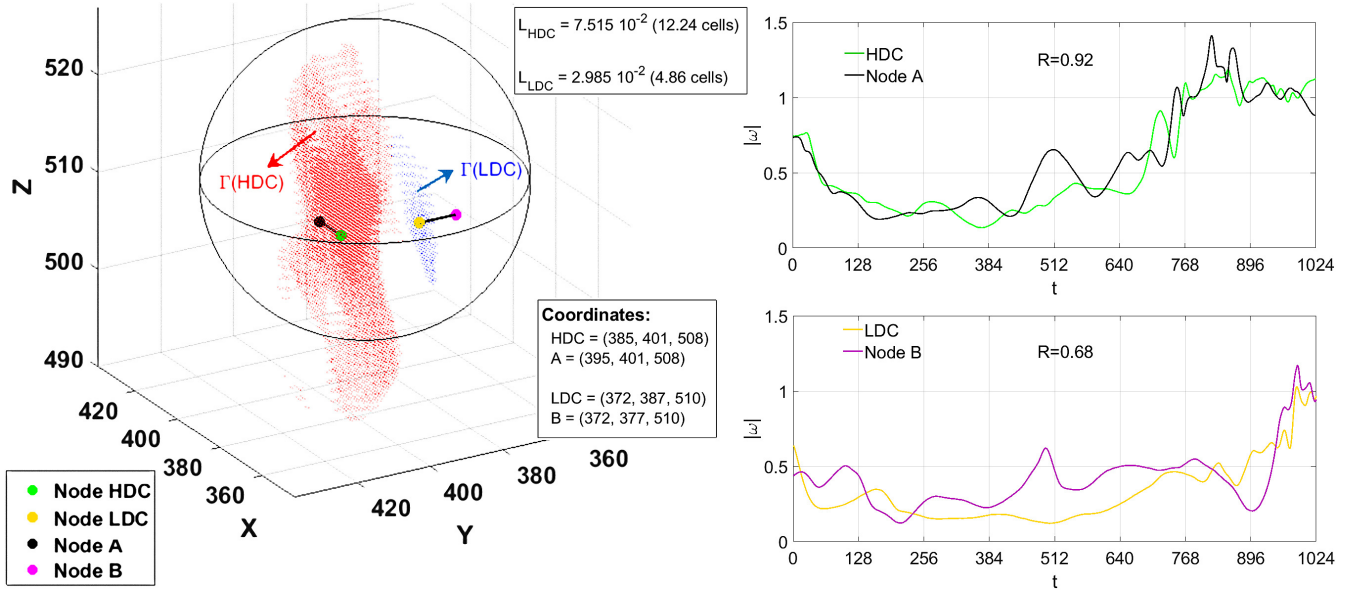 L_HDC = 7.515 10^-2 (12.24 cells)
L_LDC = 2.985 10^-2 (4.86 cells)
Z
520
510
500
490
Γ(HDC)
Γ(LDC)
Coordinates:
HDC = (385, 401, 508)
A = (395, 401, 508)
LDC = (372, 387, 510)
B = (372, 377, 510)
420
400
380
360
X
420
400
380
360
Y
Node HDC
Node LDC
Node A
Node B
1.5
1
0.5
0
|ω|
HDC
Node A
R=0.92
0 128 256 384 512 640 768 896 1024
t
1.5
1
0.5
0
|ω|
LDC
Node B
R=0.68
0 128 256 384 512 640 768 896 1024
t